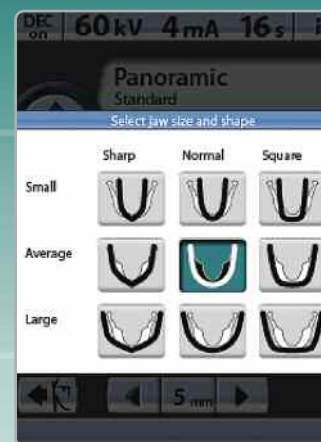 DEC on 60 kV 4 mA 16 s
Panoramic
Standard
Select jaw size and shape
Sharp Normal Square
Small
Average
Large
5 mm